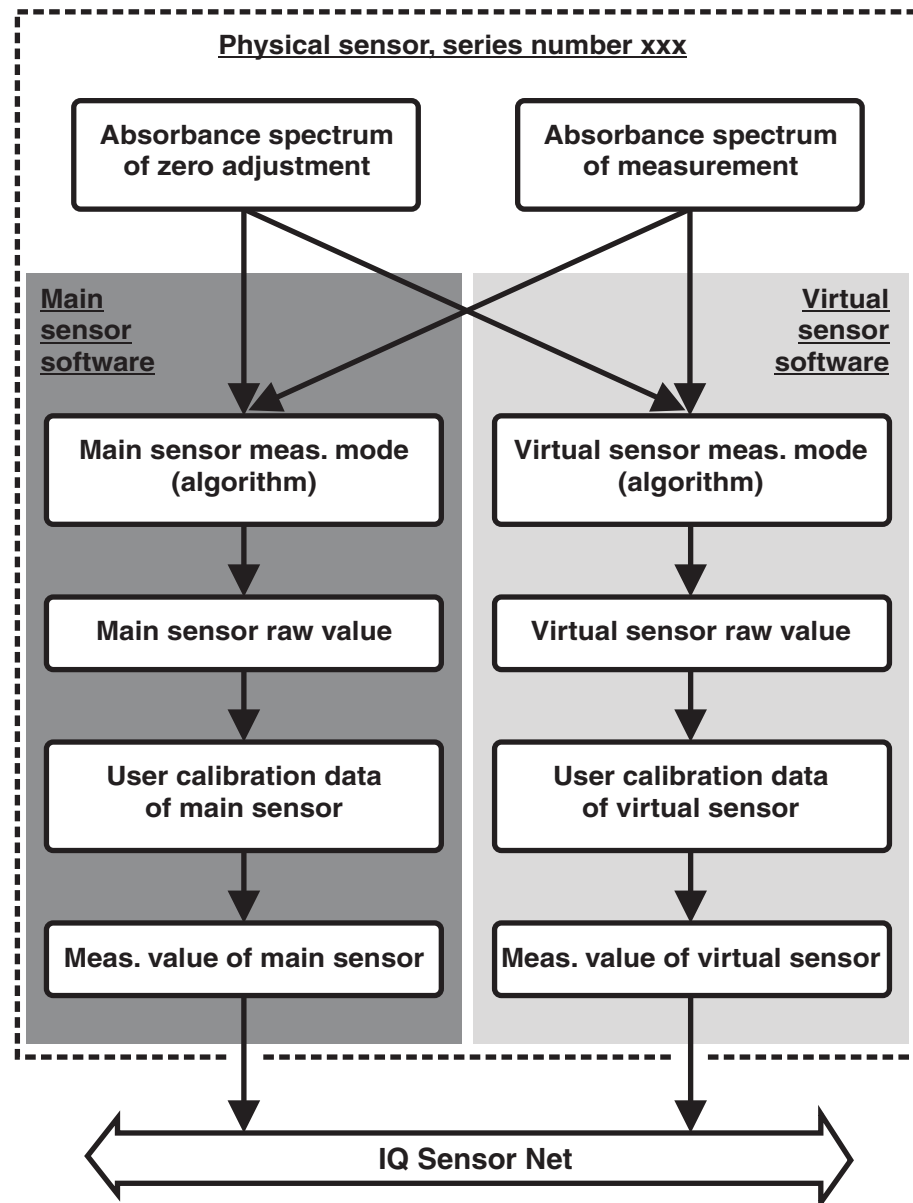 Physical sensor, series number xxx
Absorbance spectrum
of zero adjustment
Absorbance spectrum
of measurement
Main
sensor
software
Virtual
sensor
software
Main sensor meas. mode
(algorithm)
Virtual sensor meas. mode
(algorithm)
Main sensor raw value
Virtual sensor raw value
User calibration data
of main sensor
User calibration data
of virtual sensor
Meas. value of main sensor
Meas. value of virtual sensor
IQ Sensor Net